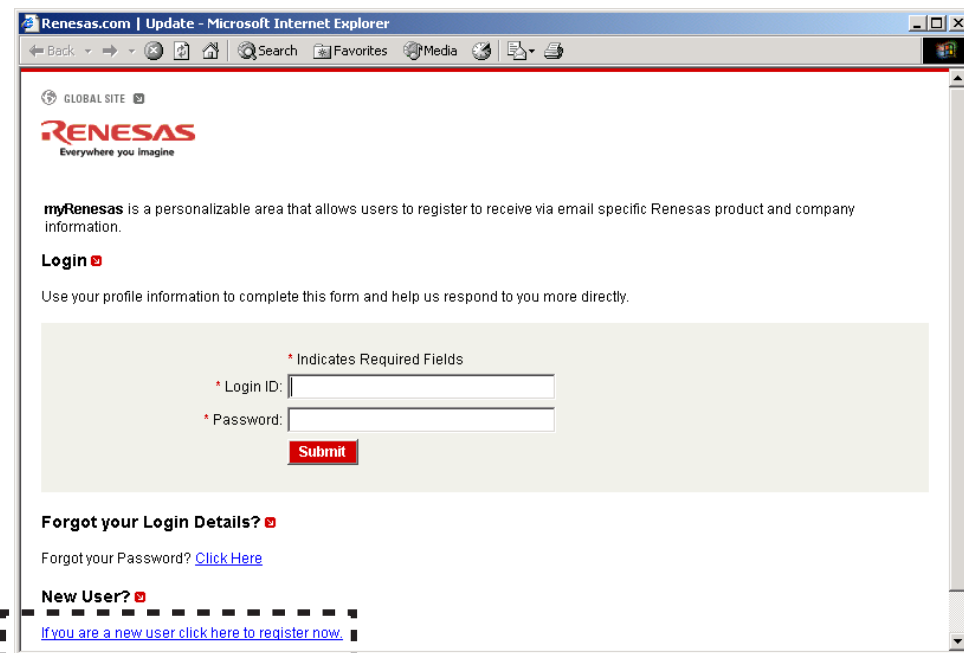 Renesas.com | Update - Microsoft Internet Explorer
Back Search Favorites Media
GLOBAL SITE
RENESAS
Everywhere you imagine
myRenesas is a personalizable area that allows users to register to receive via email specific Renesas product and company
information.
Login
Use your profile information to complete this form and help us respond to you more directly.
* Indicates Required Fields
* Login ID:
* Password:
Submit
Forgot your Login Details?
Forgot your Password? Click Here
New User?
If you are a new user click here to register now.